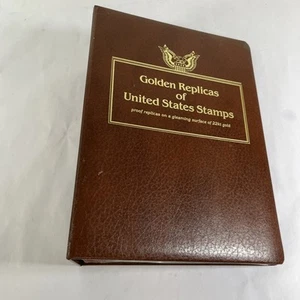 Golden Replicas
of
United States Stamps
proof replicas on a gleaming surface of 22kt gold